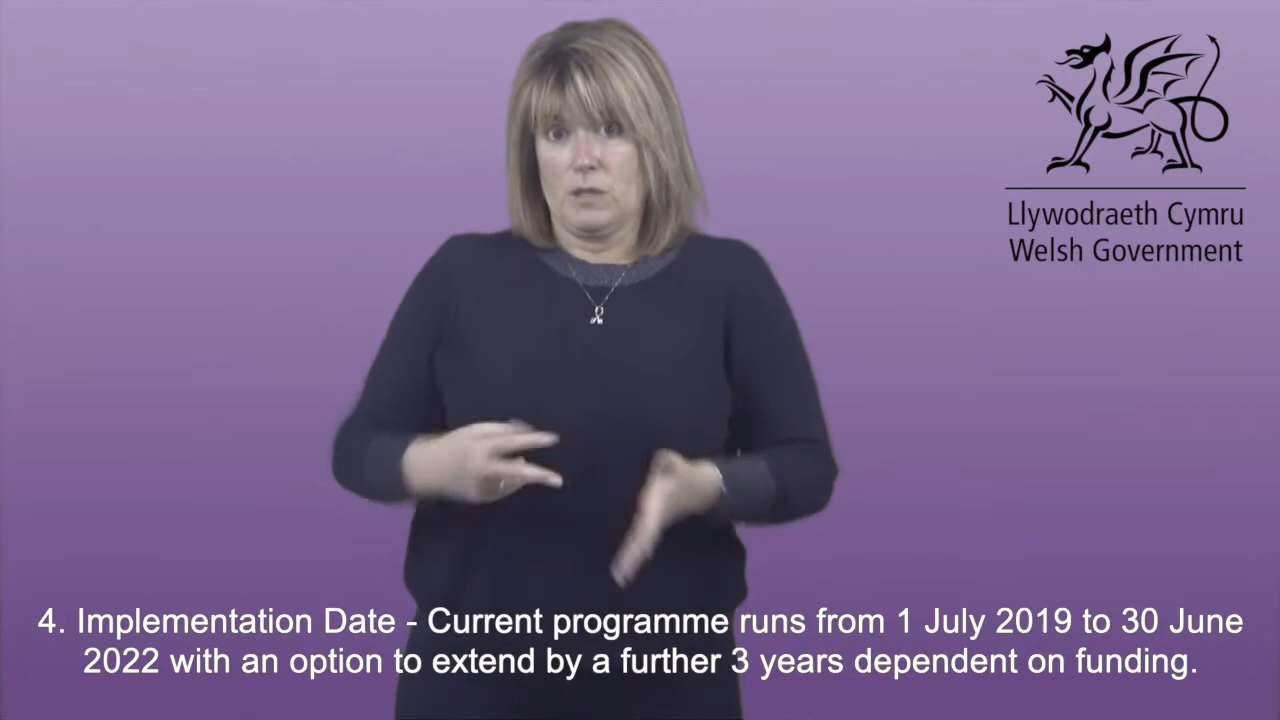 Llywodraeth Cymru
Welsh Government
4. Implementation Date - Current programme runs from 1 July 2019 to 30 June
2022 with an option to extend by a further 3 years dependent on funding.